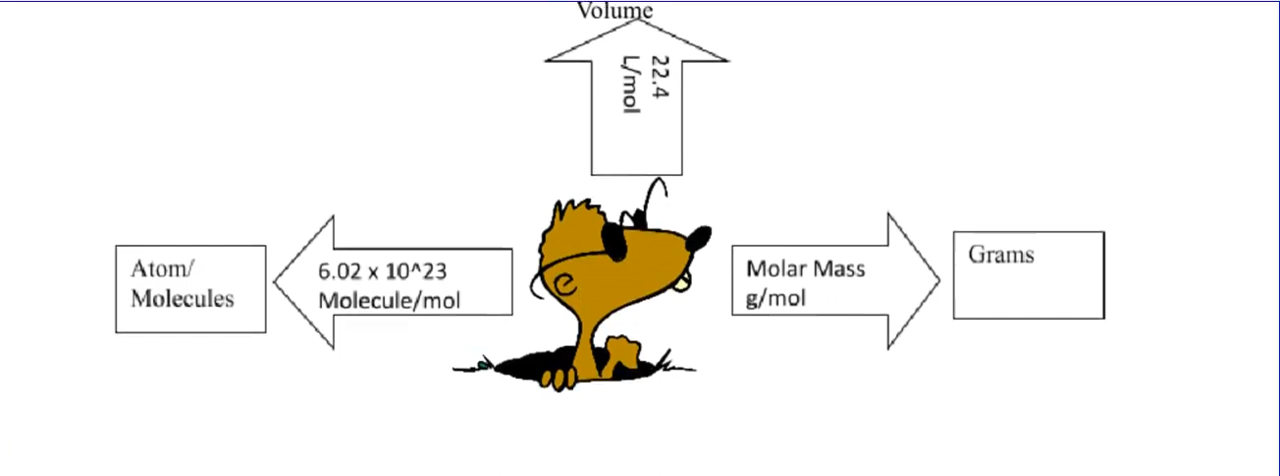 Volume
22.4
L/mol
Atom/
Molecules
6.02 x 10^23
Molecule/mol
Molar Mass
g/mol
Grams